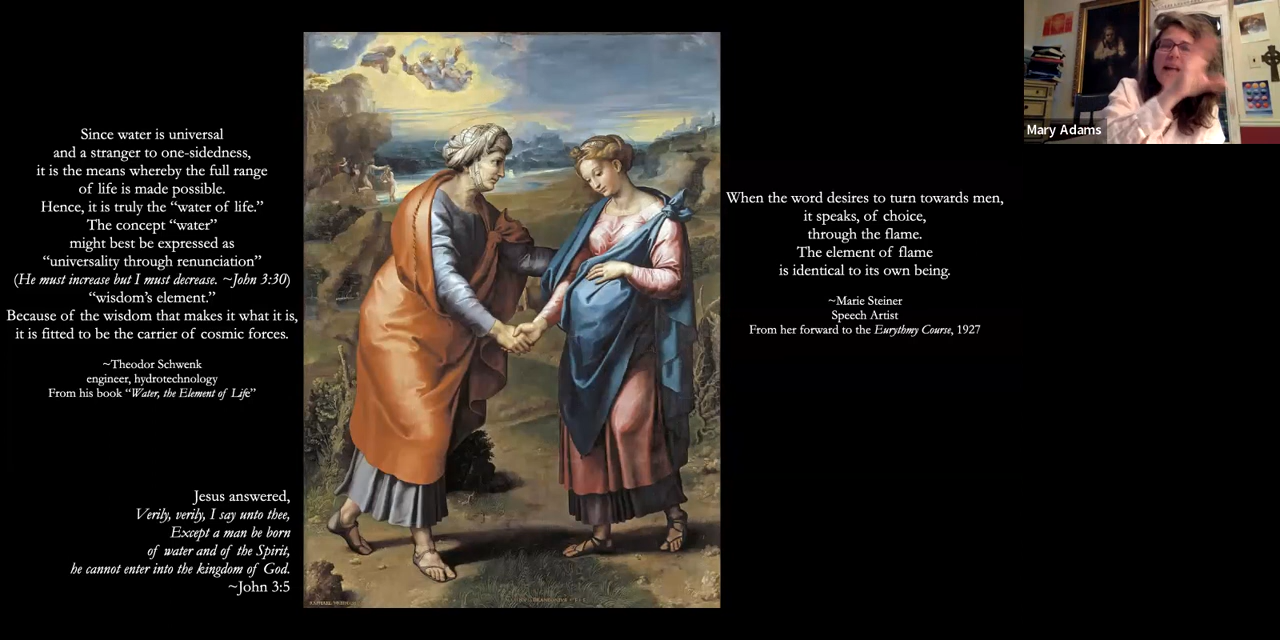 Since water is universal
and a stranger to one-sidedness,
it is the means whereby the full range
of life is made possible.
Hence, it is truly the “water of life.”
The concept “water”
might best be expressed as
“universality through renunciation”
(He must increase but I must decrease. ~John 3:30)
“wisdom’s element.”
Because of the wisdom that makes it what it is,
it is fitted to be the carrier of cosmic forces.
~Theodor Schwenk
engineer, hydrotechnology
From his book “Water, the Element of Life”
Jesus answered,
Verily, verily, I say unto thee,
Except a man be born
of water and of the Spirit,
he cannot enter into the kingdom of God.
~John 3:5
When the word desires to turn towards men,
it speaks, of choice,
through the flame.
The element of flame
is identical to its own being.
~Marie Steiner
Speech Artist
From her forward to the Eurythmy Course, 1927
Mary Adams